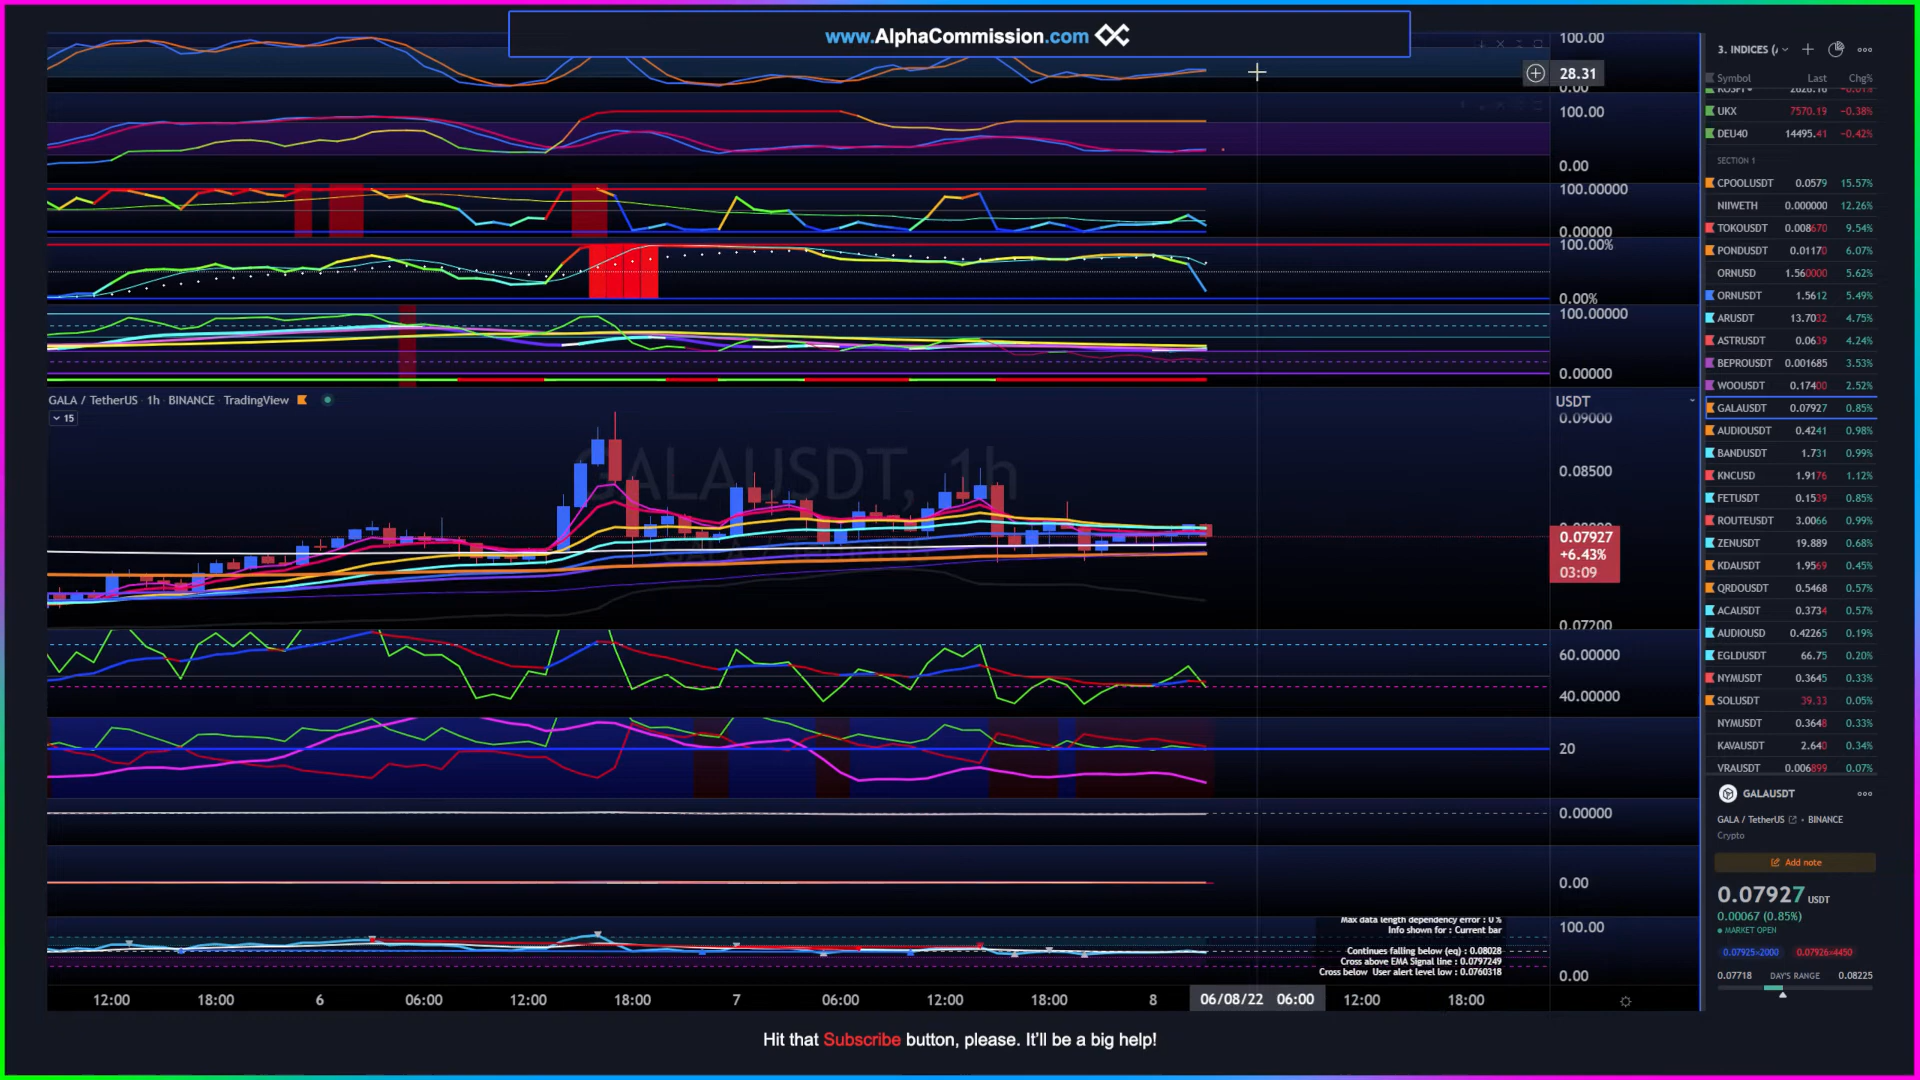 www.AlphaCommission.com
100.00
28.31
0.00
100.00
0.00
100.00000
0.00000
100.00%
0.00%
100.00000
0.00000
GALA / TetherUS · 1h · BINANCE · TradingView
15
GALAUSDT, 1h
USDT
0.09000
0.08500
0.07927
+6.43%
03:09
0.07700
60.00000
40.00000
20
0.00000
0.00
Max data length dependency error : 0 %
Info shown for : Current bar
Continues falling below (eq) : 0.08028
Cross above EMA Signal line : 0.0797249
Cross below User alert level low : 0.0760318
100.00
0.00
12:00 18:00 6 06:00 12:00 18:00 7 06:00 12:00 18:00 8 06/08/22 06:00 12:00 18:00
3. INDICES (/
Symbol Last Chg%
UKX 7570.19 −0.38%
DEU40 14495.41 −0.42%
SECTION 1
CPOOLUSDT 0.0579 15.57%
NIIWETH 0.000000 12.26%
TOKOUSDT 0.008670 9.54%
PONDUSDT 0.01170 6.07%
ORNUSD 1.560000 5.62%
ORNUSDT 1.5612 5.49%
ARUSDT 13.7032 4.75%
ASTRUSDT 0.0639 4.24%
BEPROUSDT 0.001685 3.53%
WOOUSDT 0.17400 2.52%
GALAUSDT 0.07927 0.85%
AUDIOUSDT 0.4241 0.98%
BANDUSDT 1.731 0.99%
KNCUSD 1.9176 1.12%
FETUSDT 0.1539 0.85%
ROUTEUSDT 3.0066 0.99%
ZENUSDT 19.889 0.68%
KDAUSDT 1.9569 0.45%
QRDOUSDT 0.5468 0.57%
ACAUSDT 0.3734 0.57%
AUDIOUSD 0.42265 0.19%
EGLDUSDT 66.75 0.20%
NYMUSDT 0.3645 0.33%
SOLUSDT 39.33 0.05%
NYMUSDT 0.3648 0.33%
KAVAUSDT 2.640 0.34%
VRAUSDT 0.006899 0.07%
GALAUSDT
GALA / TetherUS • BINANCE
Crypto
Add note
0.07927 USDT
0.00067 (0.85%)
MARKET OPEN
0.07925×2000 0.07926×4450
0.07718 DAY'S RANGE 0.08225
Hit that Subscribe button, please. It'll be a big help!